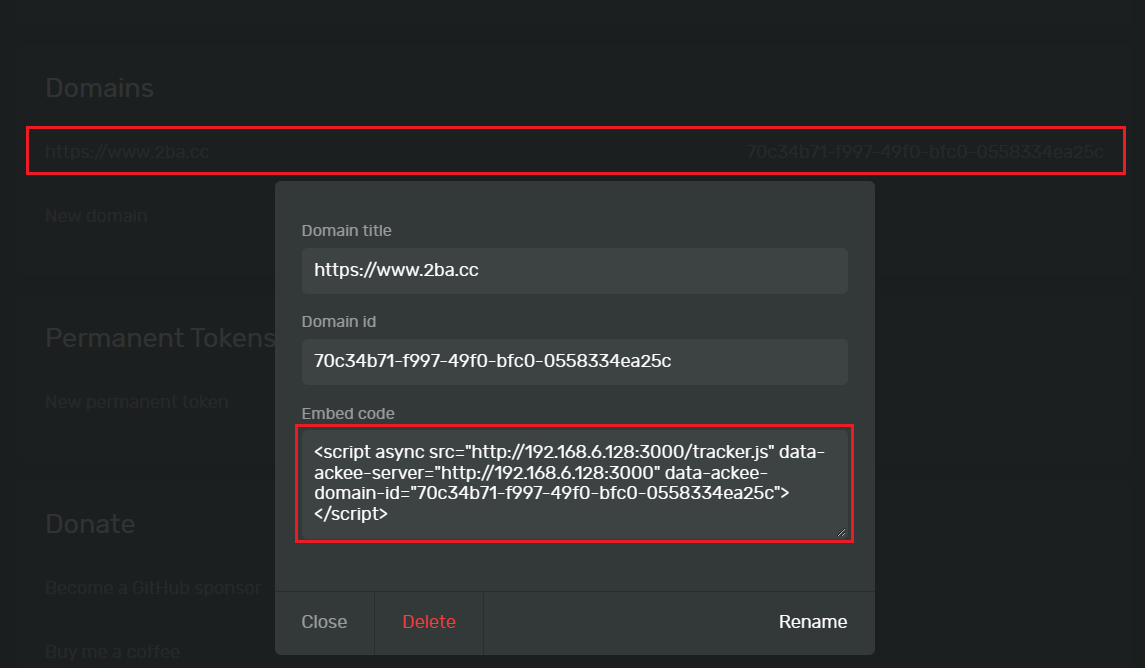 Domains
https://www.2ba.cc 70c34b71-f997-49f0-bfc0-0558334ea25c
New domain
Domain title
https://www.2ba.cc
Domain id
70c34b71-f997-49f0-bfc0-0558334ea25c
Permanent Tokens
New permanent token
Embed code
<script async src="http://192.168.6.128:3000/tracker.js" data-
ackee-server="http://192.168.6.128:3000" data-ackee-
domain-id="70c34b71-f997-49f0-bfc0-0558334ea25c">
</script>
Donate
Become a GitHub sponsor
Buy me a coffee
Close
Delete
Rename